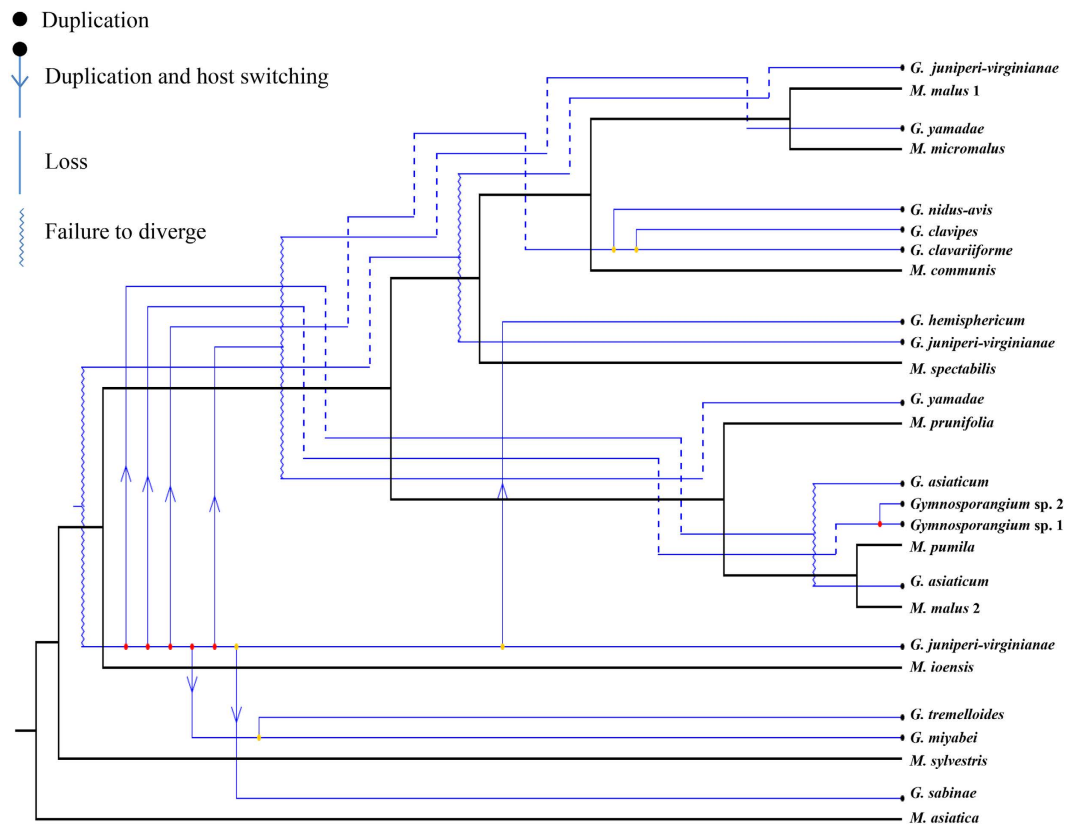 Duplication
Duplication and host switching
Loss
Failure to diverge
G. juniperi-virginianae
M. malus 1
G. yamadae
M. micromalus
G. nidus-avis
G. clavipes
G. clavariiforme
M. communis
G. hemisphericum
G. juniperi-virginianae
M. spectabilis
G. yamadae
M. prunifolia
G. asiaticum
Gymnosporangium sp. 2
Gymnosporangium sp. 1
M. pumila
G. asiaticum
M. malus 2
G. juniperi-virginianae
M. ioensis
G. tremelloides
G. miyabei
M. sylvestris
G. sabinae
M. asiatica